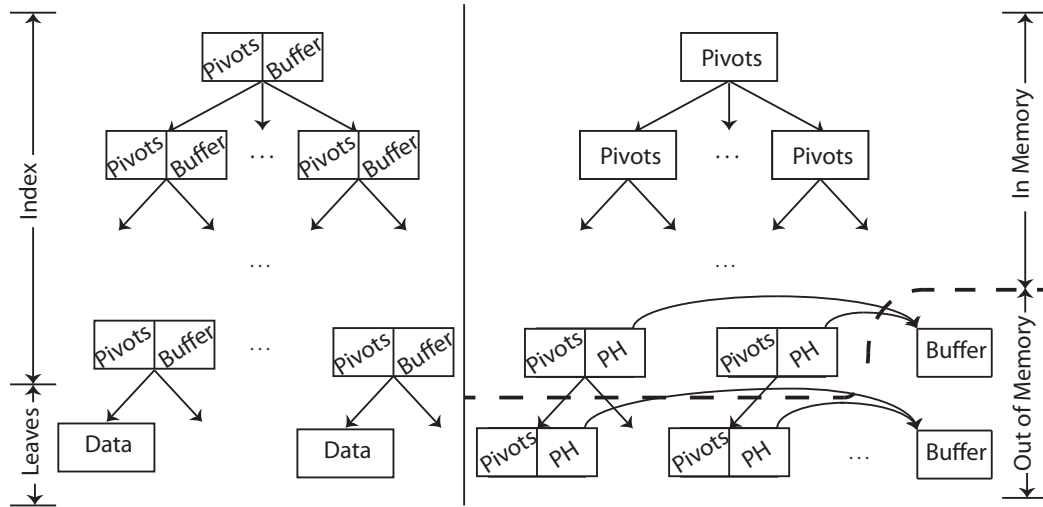 Pivots Buffer
Pivots Buffer ... Pivots Buffer
...
Pivots Buffer ... Pivots Buffer
Data Data
Index
Leaves
Pivots
Pivots ... Pivots
...
Pivots PH Pivots PH Buffer
Pivots PH Pivots PH ... Buffer
In Memory
Out of Memory